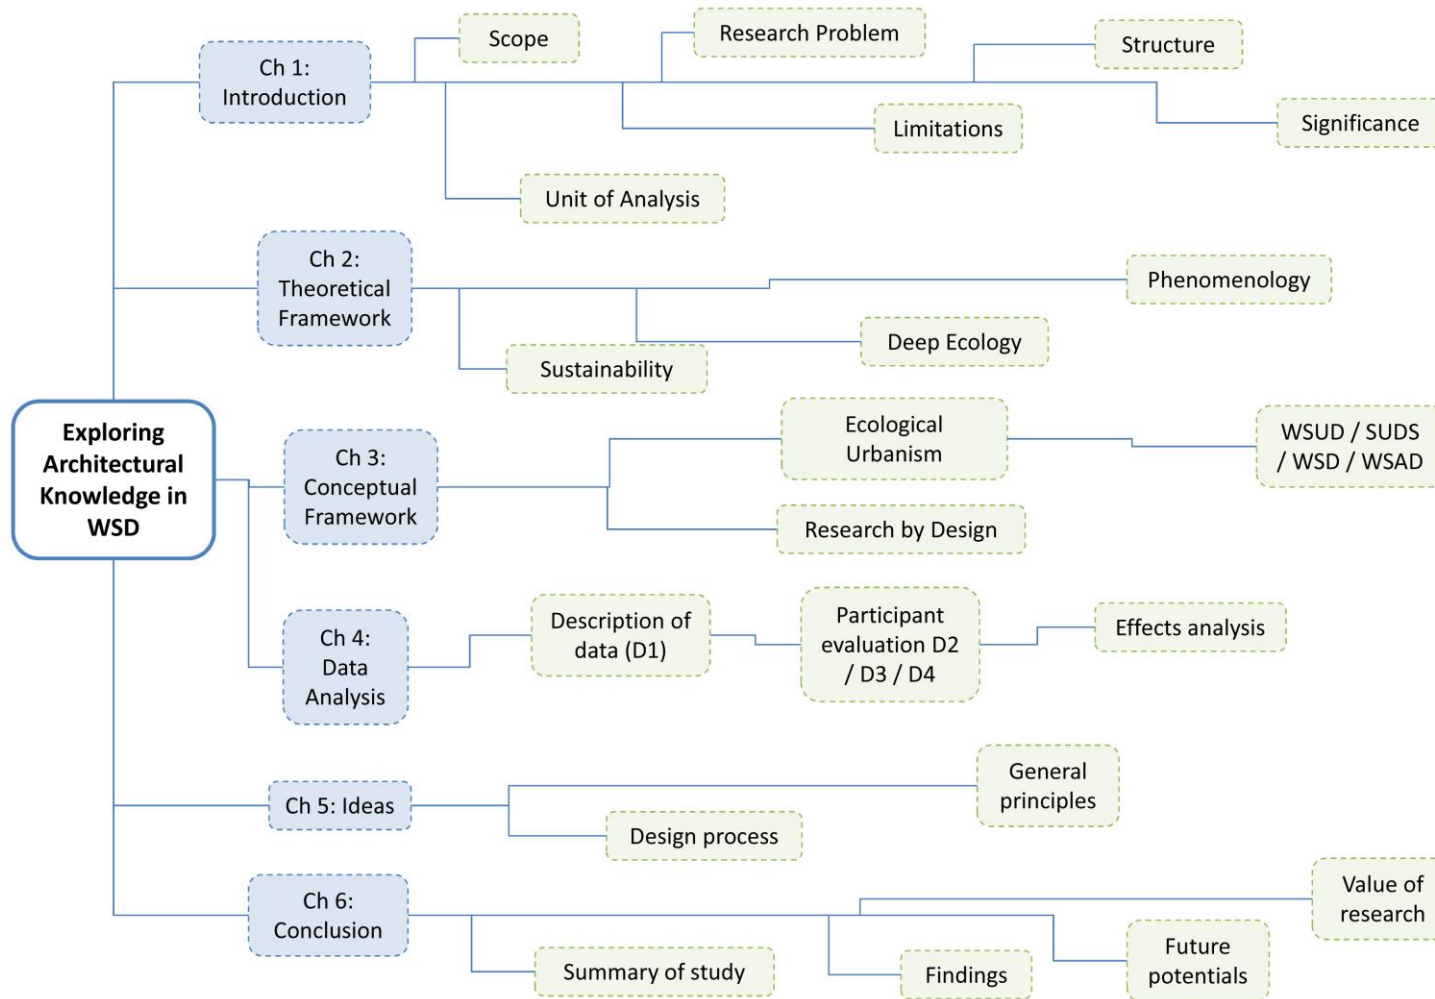 Exploring
Architectural
Knowledge in
WSD
Ch 1:
Introduction
Scope
Research Problem
Structure
Limitations
Significance
Unit of Analysis
Ch 2:
Theoretical
Framework
Phenomenology
Deep Ecology
Sustainability
Ch 3:
Conceptual
Framework
Ecological
Urbanism
WSUD / SUDS
/ WSD / WSAD
Research by Design
Ch 4:
Data
Analysis
Description of
data (D1)
Participant
evaluation D2
/ D3 / D4
Effects analysis
Ch 5: Ideas
General
principles
Design process
Ch 6:
Conclusion
Value of
research
Summary of study
Findings
Future
potentials